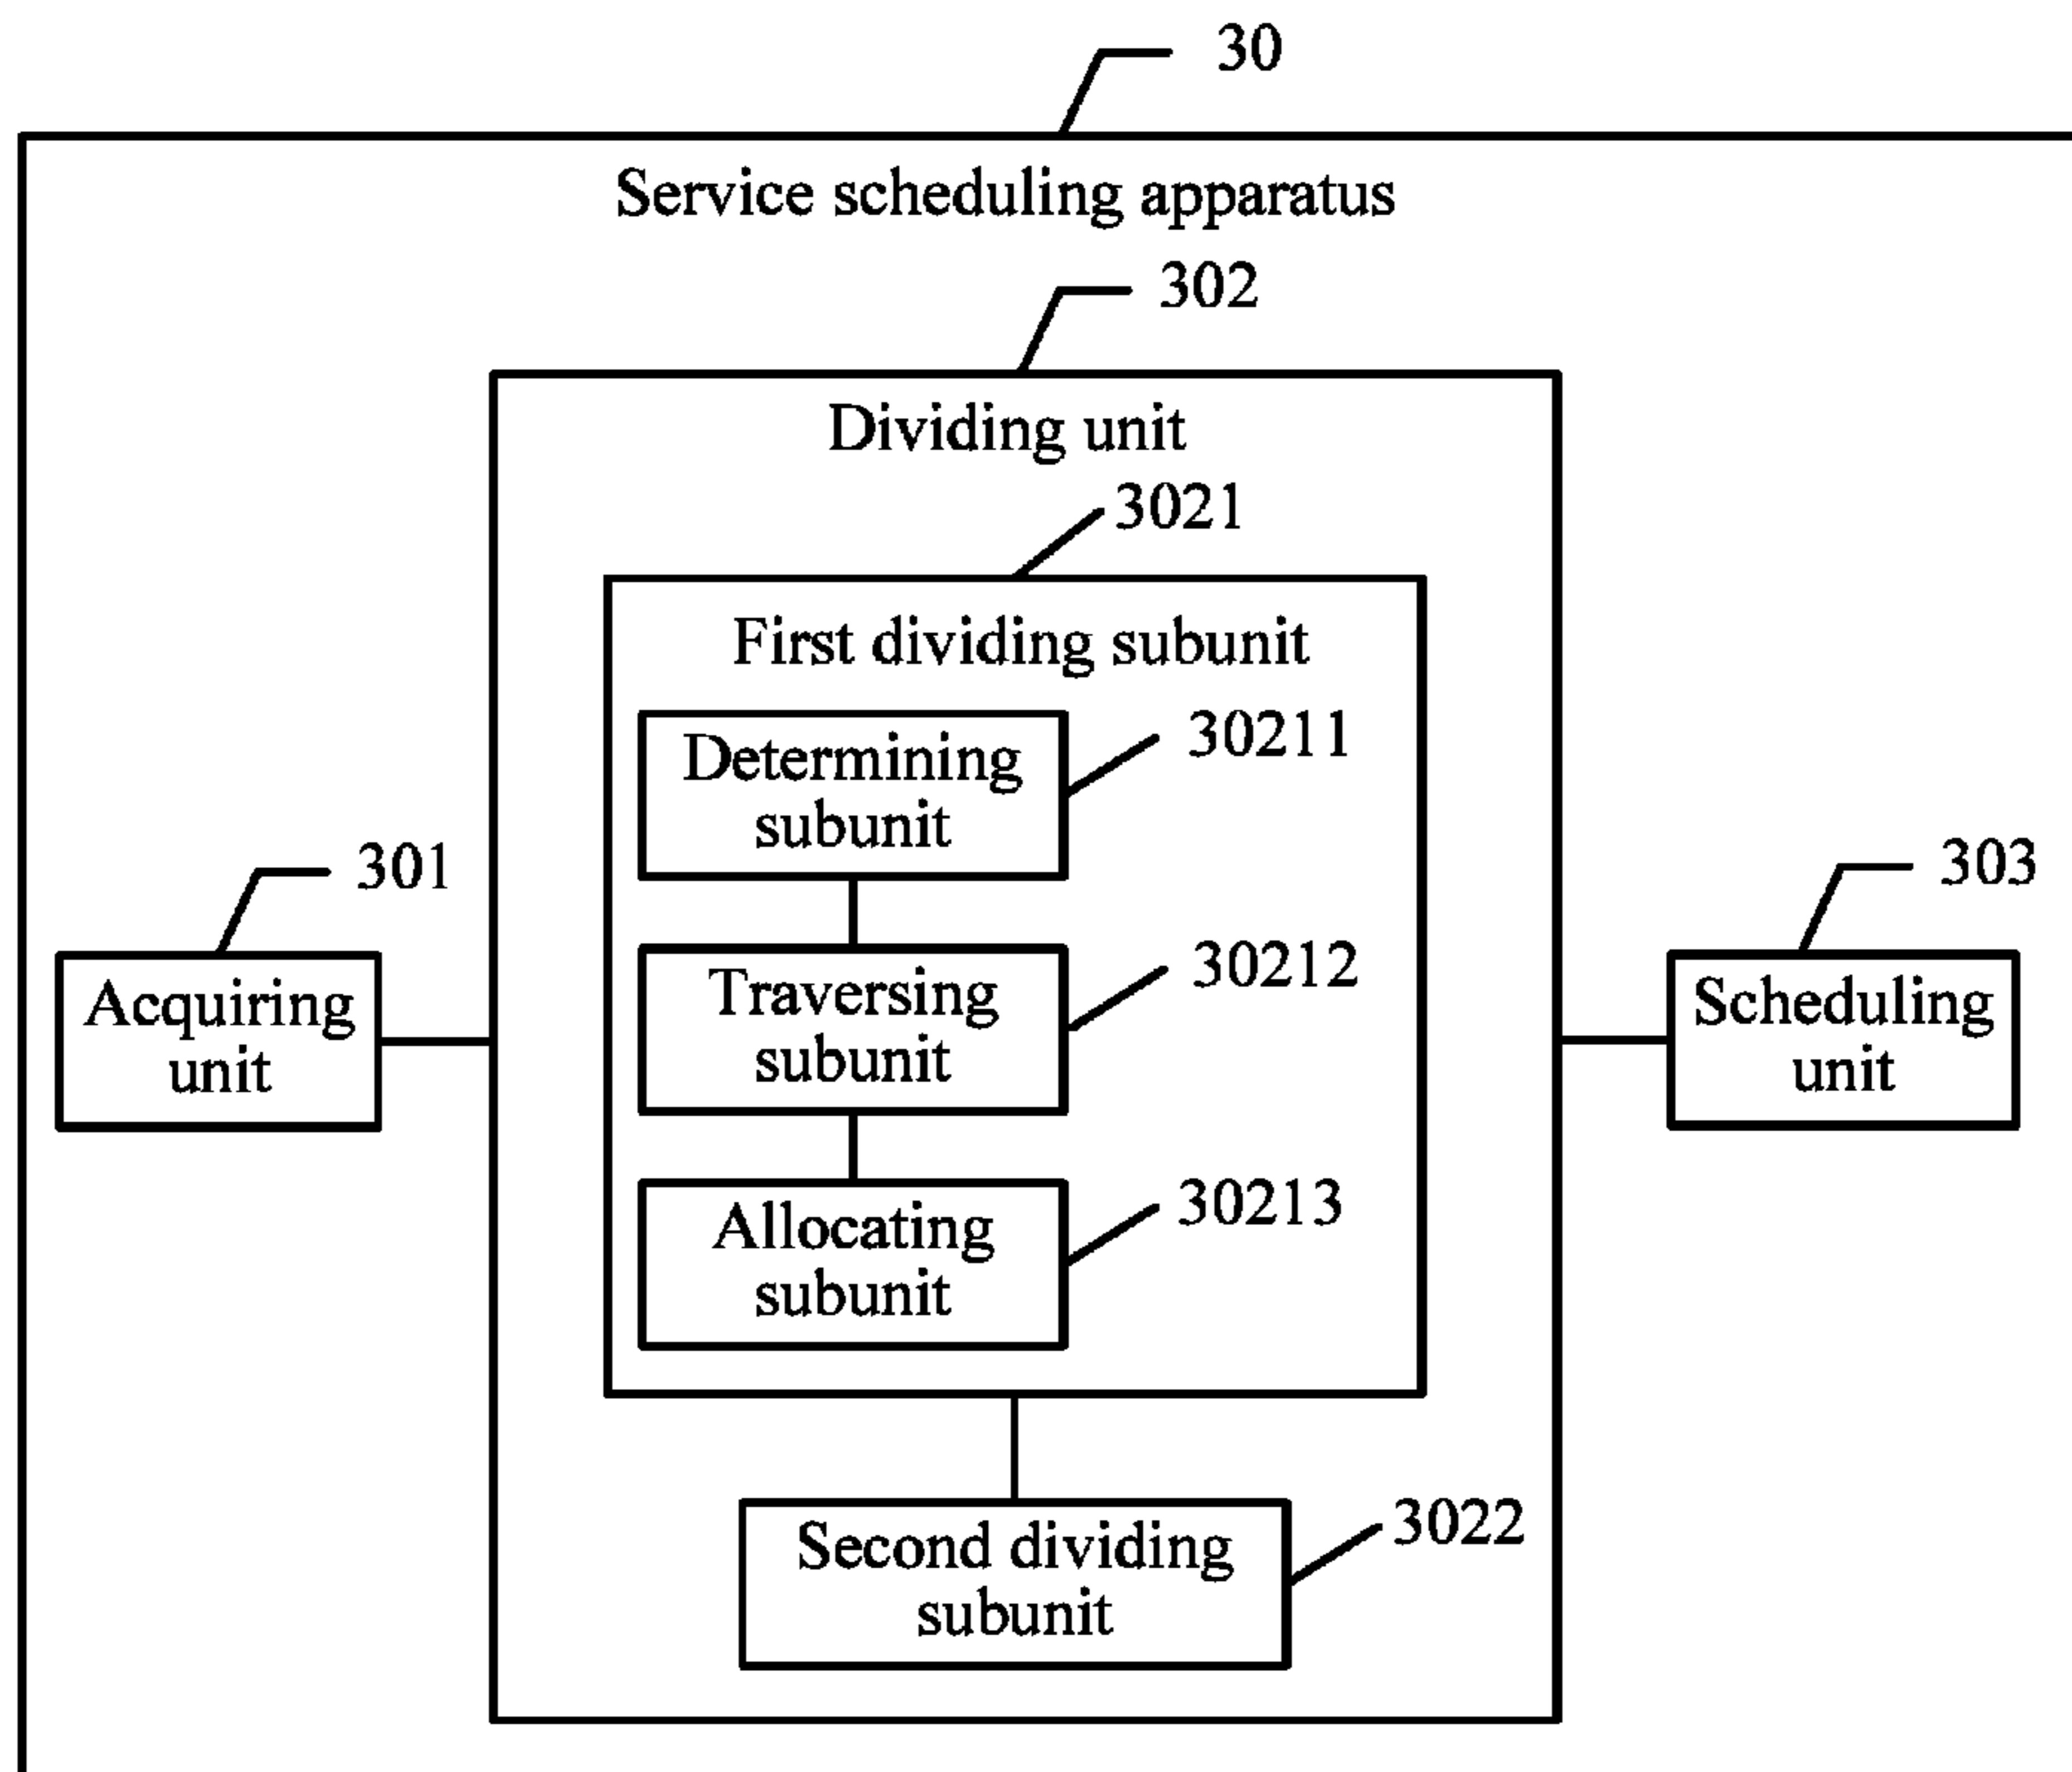 30
Service scheduling apparatus
302
Dividing unit
3021
First dividing subunit
Determining
subunit
30211
301
Acquiring
unit
Traversing
subunit
30212
303
Scheduling
unit
Allocating
subunit
30213
Second dividing
subunit
3022